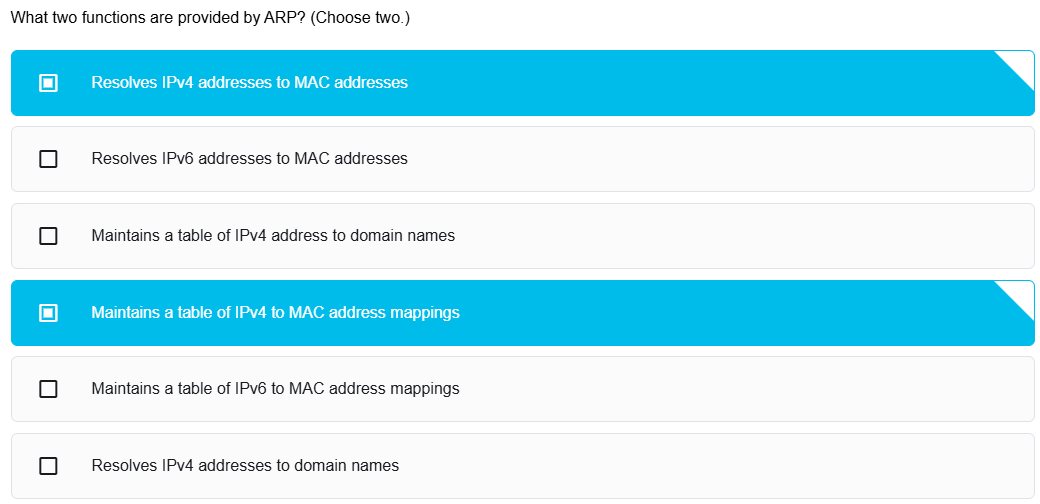 What two functions are provided by ARP? (Choose two.)
Resolves IPv4 addresses to MAC addresses
Resolves IPv6 addresses to MAC addresses
Maintains a table of IPv4 address to domain names
Maintains a table of IPv4 to MAC address mappings
Maintains a table of IPv6 to MAC address mappings
Resolves IPv4 addresses to domain names